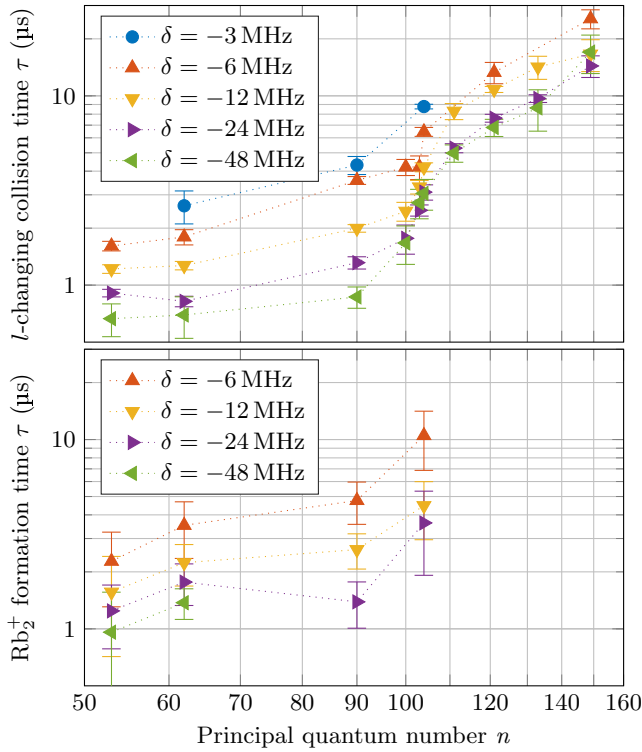 l-changing collision time τ (µs)
10
1
δ = −3 MHz
δ = −6 MHz
δ = −12 MHz
δ = −24 MHz
δ = −48 MHz
Rb₂⁺ formation time τ (µs)
10
1
δ = −6 MHz
δ = −12 MHz
δ = −24 MHz
δ = −48 MHz
50 60 70 80 90 100 120 140 160
Principal quantum number n